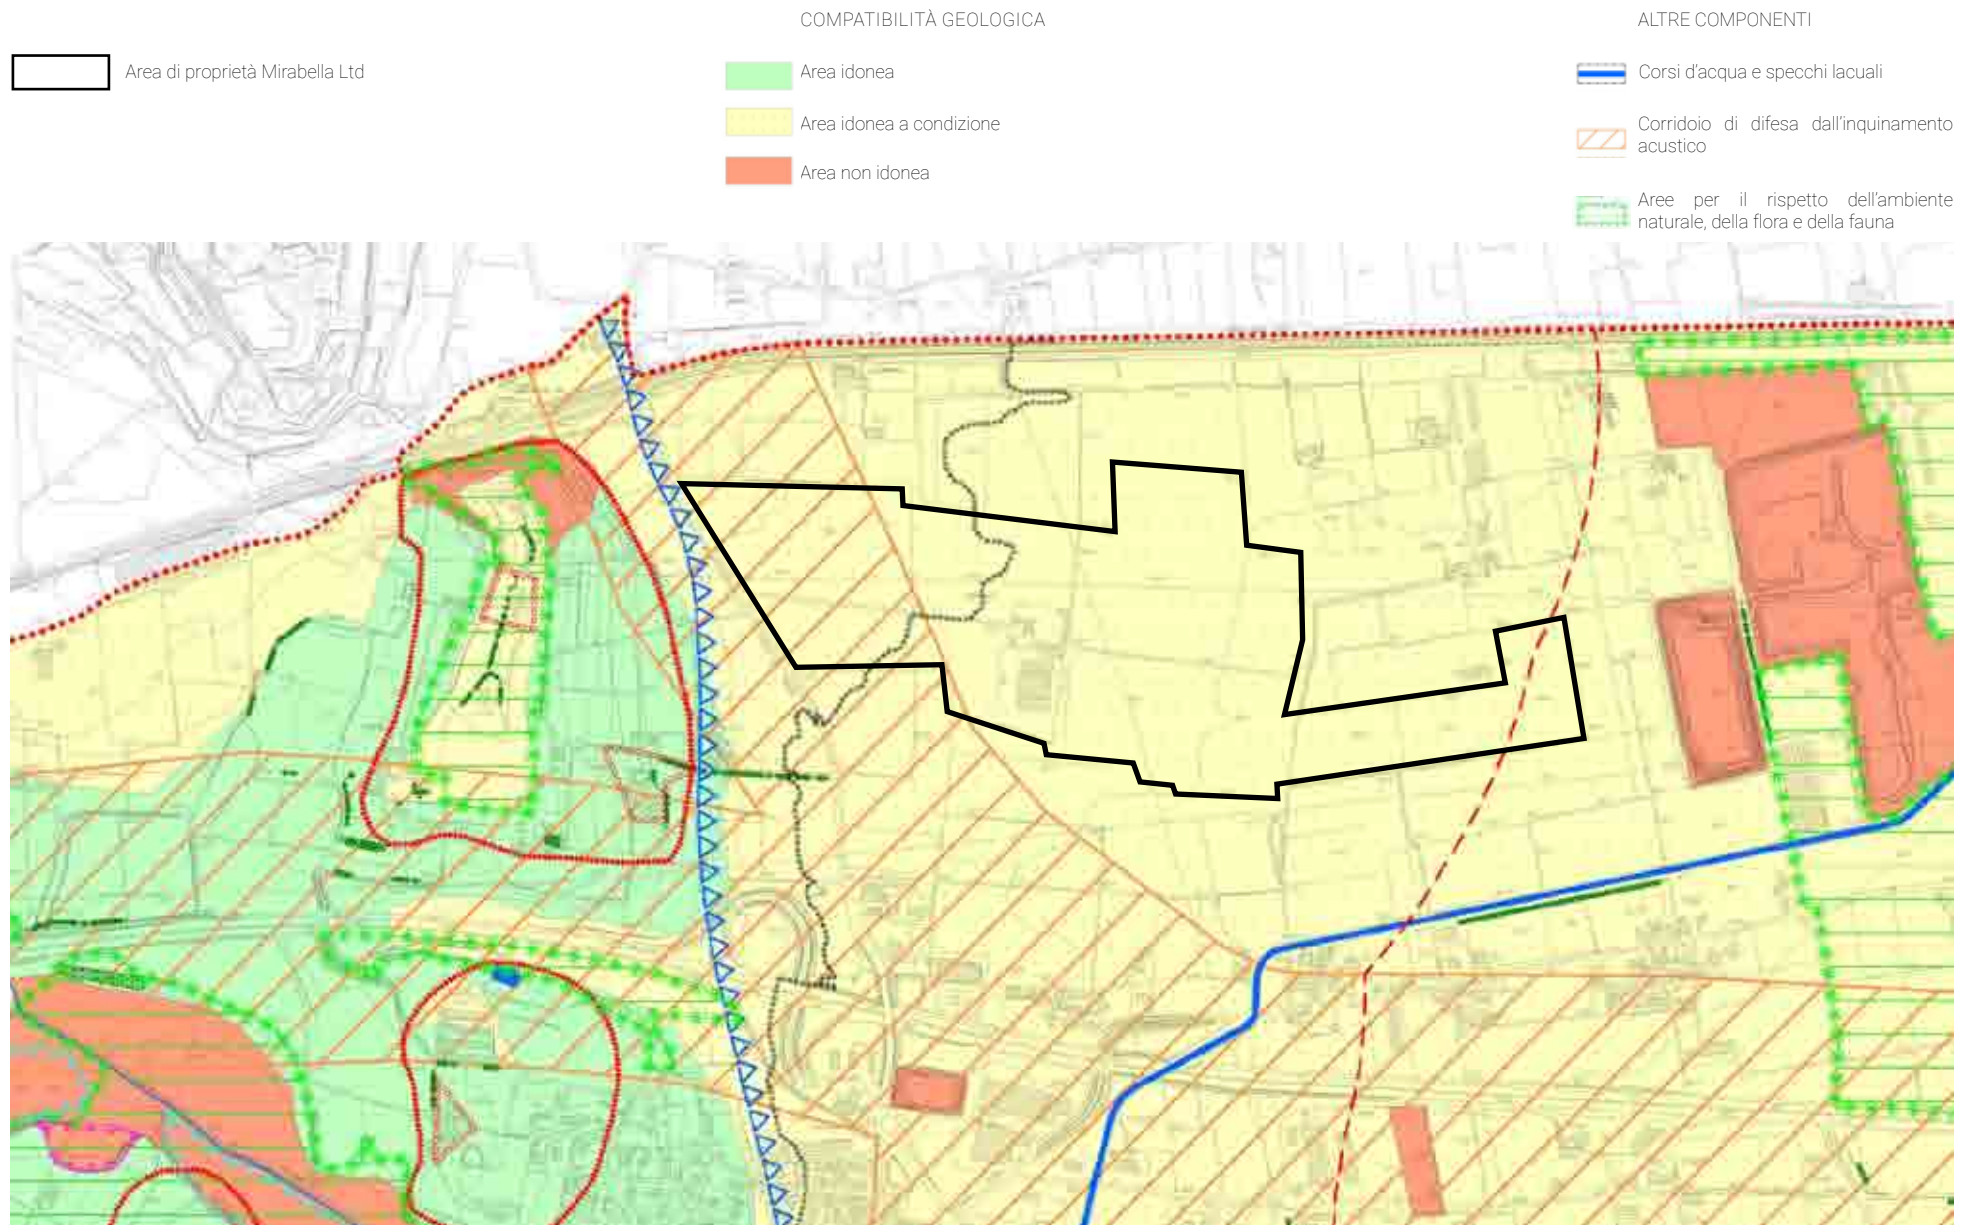 COMPATIBILITÀ GEOLOGICA
ALTRE COMPONENTI
Area di proprietà Mirabella Ltd
Area idonea
Area idonea a condizione
Area non idonea
Corsi d'acqua e specchi lacuali
Corridoio di difesa dall'inquinamento
acustico
Aree per il rispetto dell'ambiente
naturale, della flora e della fauna